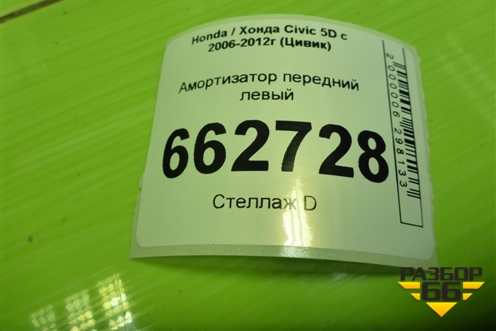 Honda / Хонда Civic 5D с
2006-2012г (Цивик)
Амортизатор передний
левый
662728
Стеллаж D
2000006298133
РАЗБОР
66